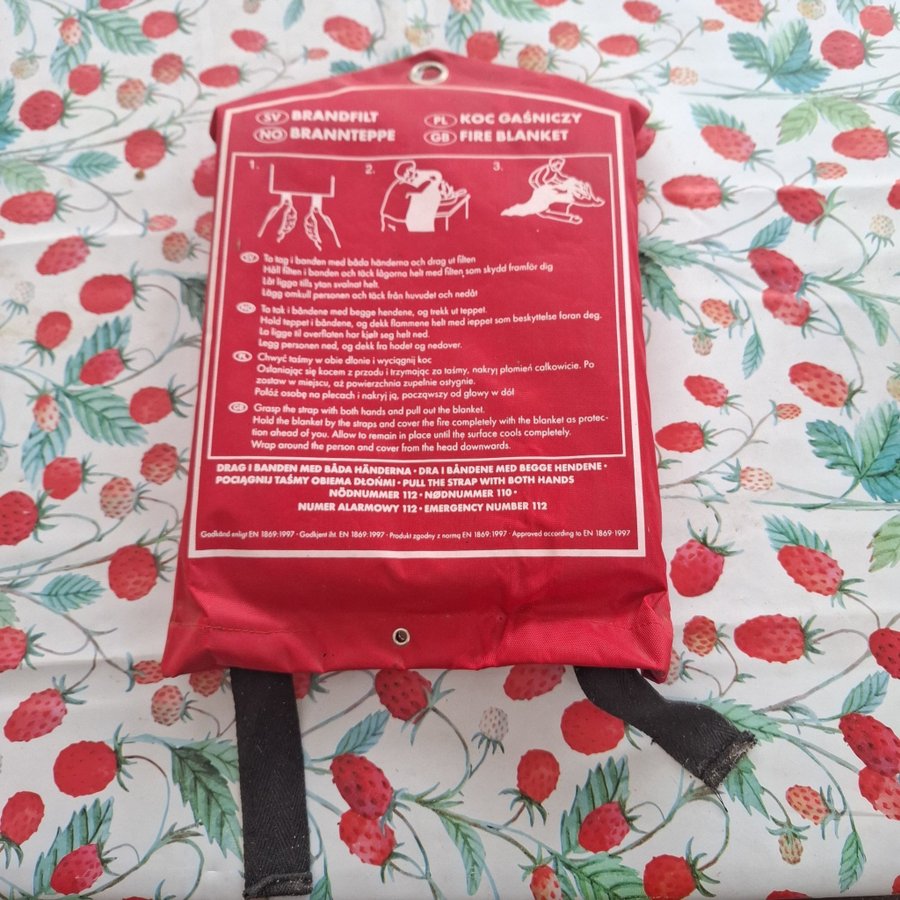 SV BRANDFILT PL KOC GAŚNICZY
NO BRANNTEPPE GB FIRE BLANKET
1. 2. 3.
SV Ta tag i banden med båda händerna och drag ut filten
Håll filten i banden och täck lågorna helt med filten som skydd framför dig
Låt ligga tills ytan svalnat helt.
Lägg omkull personen och täck från huvudet och nedåt
NO Ta tak i båndene med begge hendene, og trekk ut teppet.
Hold teppet i båndene, og dekk flammene helt med teppet som beskyttelse foran deg.
La ligge til overflaten har kjølt seg helt ned.
Legg personen ned, og dekk fra hodet og nedover.
PL Chwyć taśmy w obie dłonie i wyciągnij koc
Osłaniając się kocem z przodu i trzymając za taśmy, nakryj płomień całkowicie. Po
zostaw w miejscu, aż powierzchnia zupełnie ostygnie.
Połóż osobę na plecach i nakryj ją, począwszy od głowy w dół
GB Grasp the strap with both hands and pull out the blanket.
Hold the blanket by the straps and cover the fire completely with the blanket as protec-
tion ahead of you. Allow to remain in place until the surface cools completely.
Wrap around the person and cover from the head downwards.
DRAG I BANDEN MED BÅDA HÄNDERNA • DRA I BÅNDENE MED BEGGE HENDENE •
POCIĄGNIJ TAŚMY OBIEMA DŁOŃMI • PULL THE STRAP WITH BOTH HANDS
NÖDNUMMER 112 • NØDNUMMER 110 •
NUMER ALARMOWY 112 • EMERGENCY NUMBER 112
Godkänd enligt EN 1869:1997 · Godkjent iht. EN 1869:1997 · Produkt zgodny z normą EN 1869:1997 · Approved according to EN 1869:1997